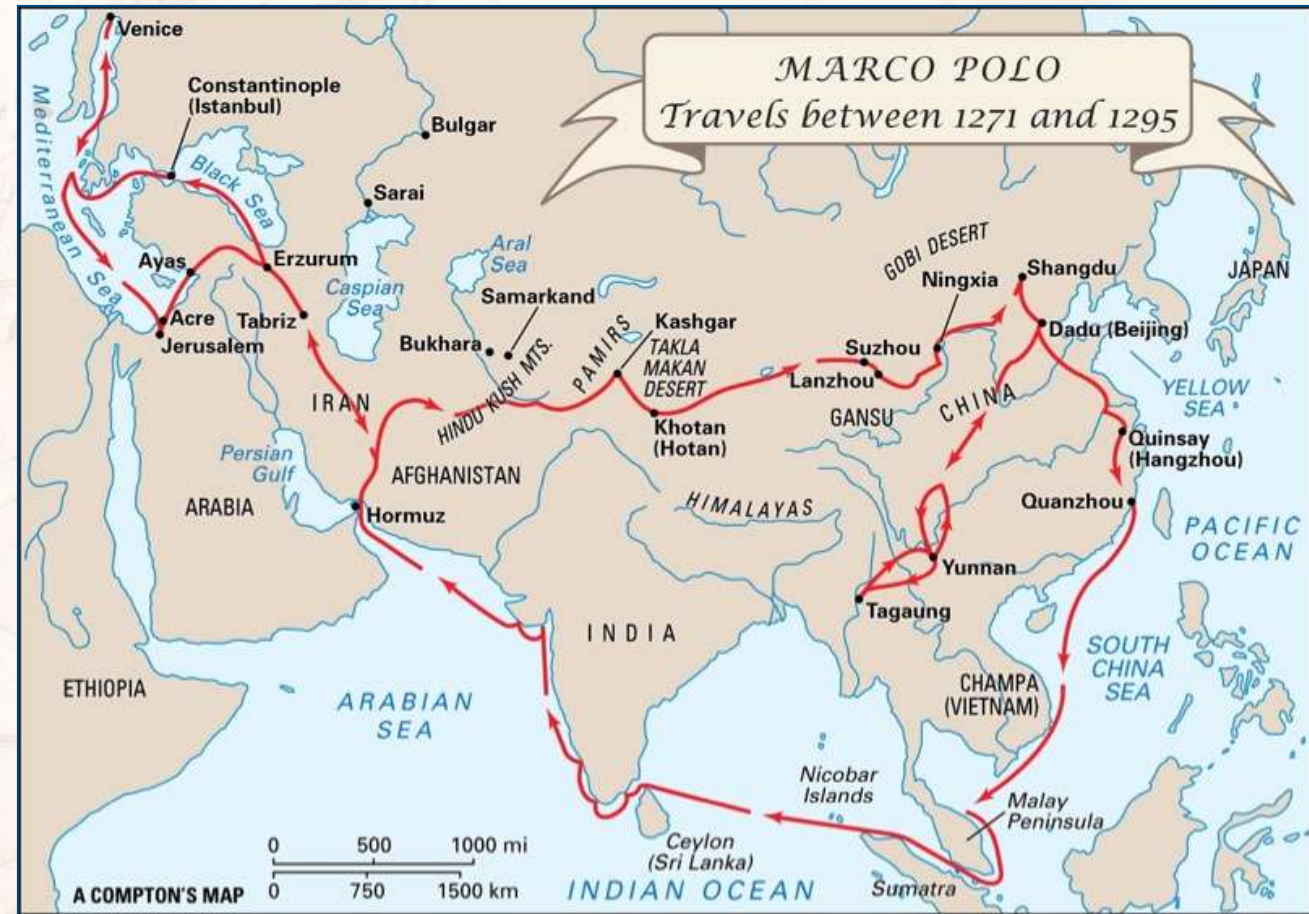 MARCO POLO
Travels between 1271 and 1295
Venice
Constantinople
(Istanbul)
Mediterranean Sea
Black Sea
Bulgar
Sarai
Ayas
Erzurum
Caspian
Sea
Aral
Sea
Samarkand
Acre
Jerusalem
Tabriz
Bukhara
HINDU KUSH MTS.
PAMIRS
Kashgar
TAKLA
MAKAN
DESERT
Khotan
(Hotan)
GOBI DESERT
Ningxia
Shangdu
JAPAN
Suzhou
Lanzhou
Dadu (Beijing)
GANSU
CHINA
YELLOW
SEA
IRAN
Persian
Gulf
AFGHANISTAN
Quinsay
(Hangzhou)
ARABIA
Hormuz
HIMALAYAS
Quanzhou
PACIFIC
OCEAN
Yunnan
Tagaung
INDIA
SOUTH
CHINA
SEA
ETHIOPIA
ARABIAN
SEA
CHAMPA
(VIETNAM)
Nicobar
Islands
Malay
Peninsula
Ceylon
(Sri Lanka)
Sumatra
INDIAN OCEAN
0 500 1000 mi
0 750 1500 km
A COMPTON'S MAP